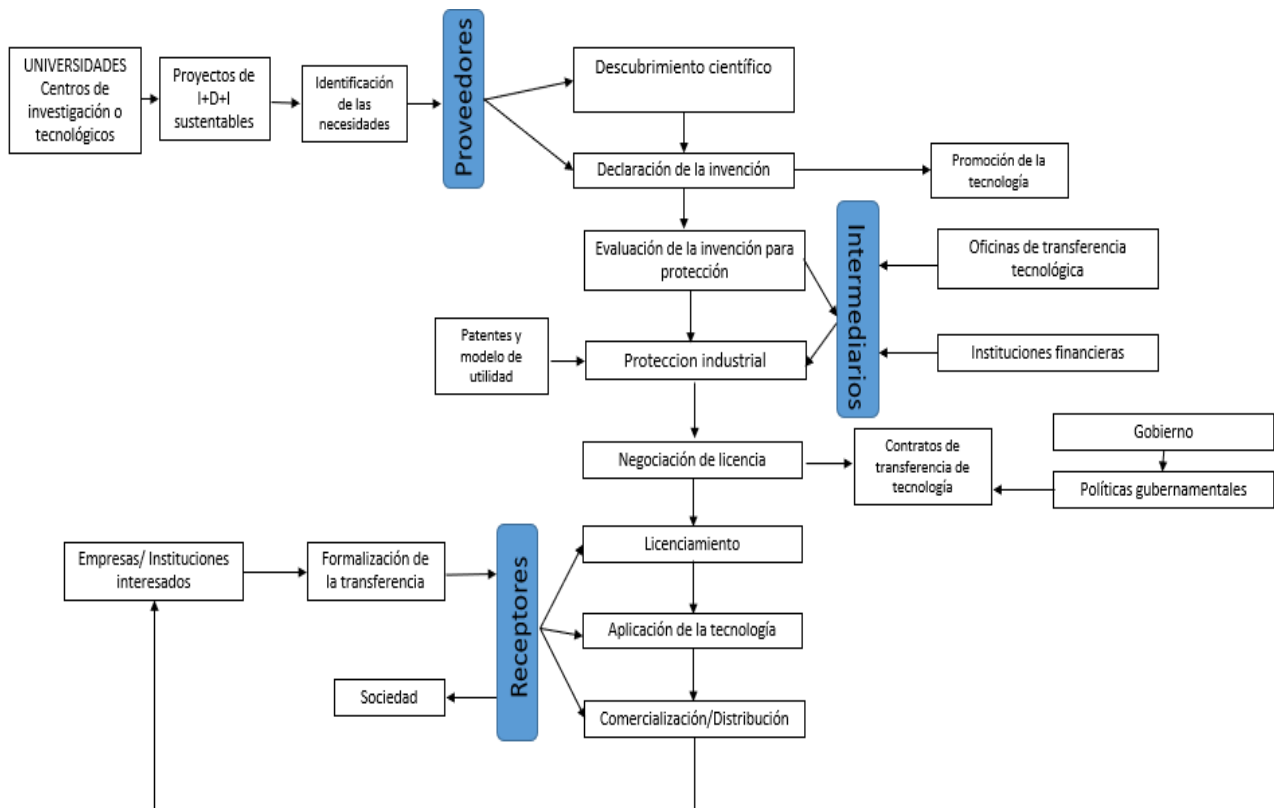 UNIVERSIDADES
Centros de
investigación o
tecnológicos
Proyectos de
I+D+I
sustentables
Identificación
de las
necesidades
Proveedores
Descubrimiento científico
Declaración de la invención
Promoción de la
tecnología
Evaluación de la invención para
protección
Intermediarios
Oficinas de transferencia
tecnológica
Patentes y
modelo de
utilidad
Proteccion industrial
Instituciones financieras
Negociación de licencia
Contratos de
transferencia de
tecnología
Gobierno
Políticas gubernamentales
Empresas/ Instituciones
interesados
Formalización de
la transferencia
Receptores
Licenciamiento
Aplicación de la tecnología
Sociedad
Comercialización/Distribución